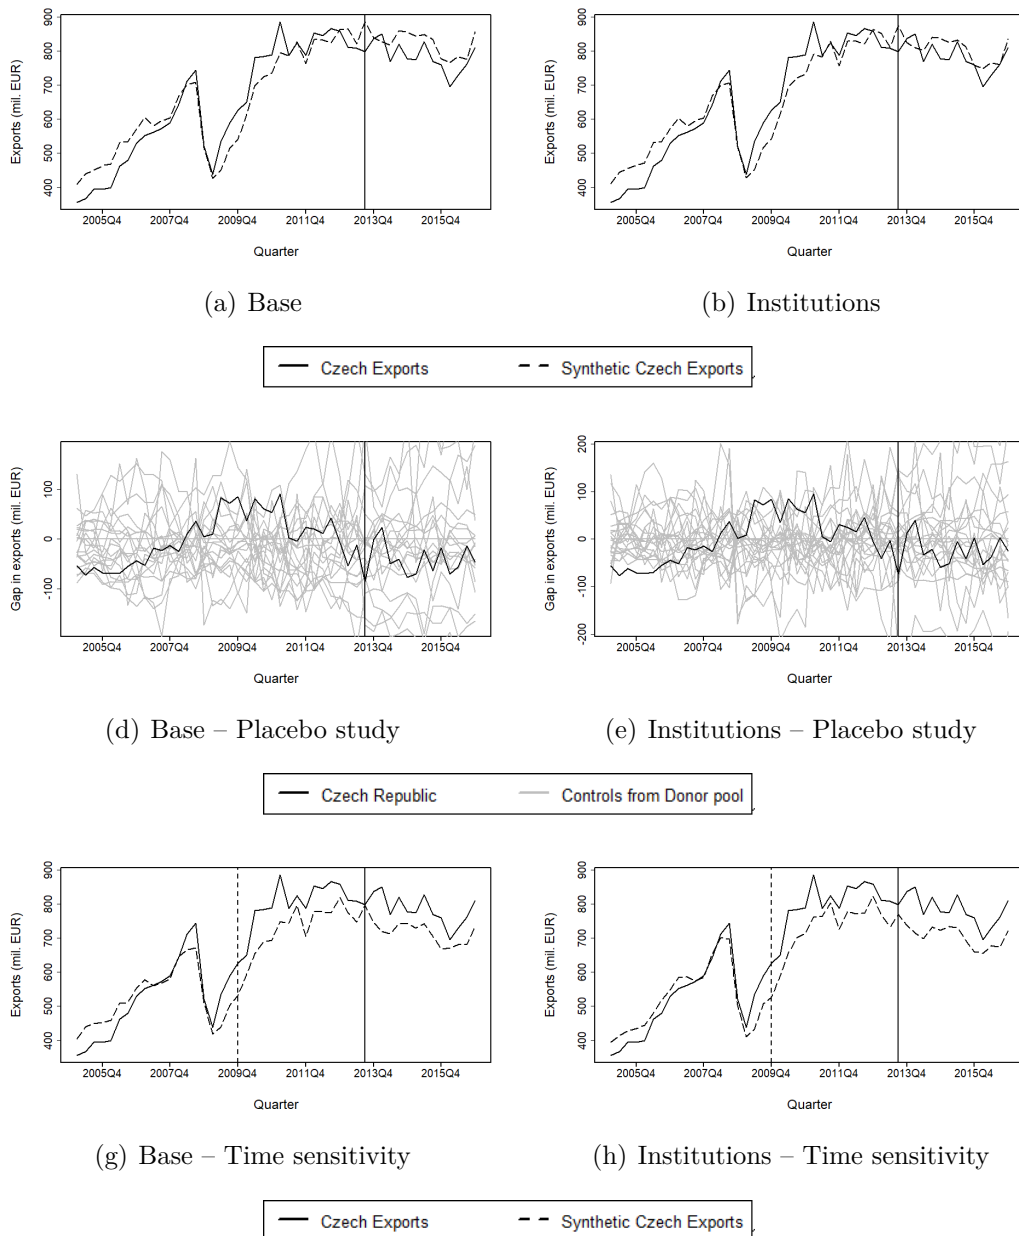 900
800
700
600
500
400
Exports (mil. EUR)
2005Q4 2007Q4 2009Q4 2011Q4 2013Q4 2015Q4
Quarter
(a) Base
900
800
700
600
500
400
Exports (mil. EUR)
2005Q4 2007Q4 2009Q4 2011Q4 2013Q4 2015Q4
Quarter
(b) Institutions
Czech Exports Synthetic Czech Exports
100
0
-100
Gap in exports (mil. EUR)
2005Q4 2007Q4 2009Q4 2011Q4 2013Q4 2015Q4
Quarter
(d) Base – Placebo study
200
100
0
-100
-200
Gap in exports (mil. EUR)
2005Q4 2007Q4 2009Q4 2011Q4 2013Q4 2015Q4
Quarter
(e) Institutions – Placebo study
Czech Republic Controls from Donor pool
900
800
700
600
500
400
Exports (mil. EUR)
2005Q4 2007Q4 2009Q4 2011Q4 2013Q4 2015Q4
Quarter
(g) Base – Time sensitivity
900
800
700
600
500
400
Exports (mil. EUR)
2005Q4 2007Q4 2009Q4 2011Q4 2013Q4 2015Q4
Quarter
(h) Institutions – Time sensitivity
Czech Exports Synthetic Czech Exports